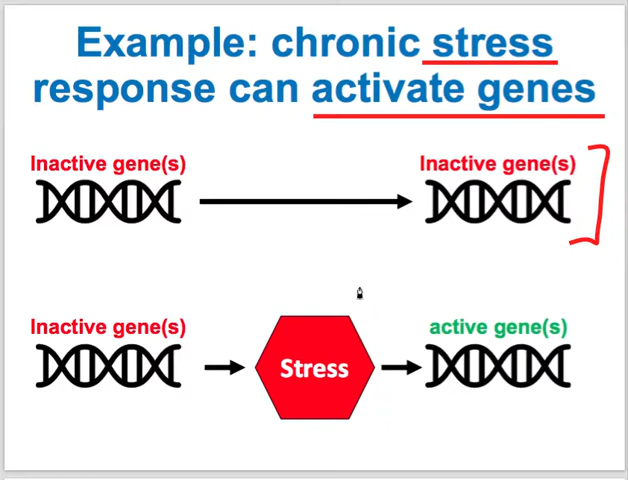 Example: chronic stress
response can activate genes
Inactive gene(s) Inactive gene(s)
Inactive gene(s) active gene(s)
Stress